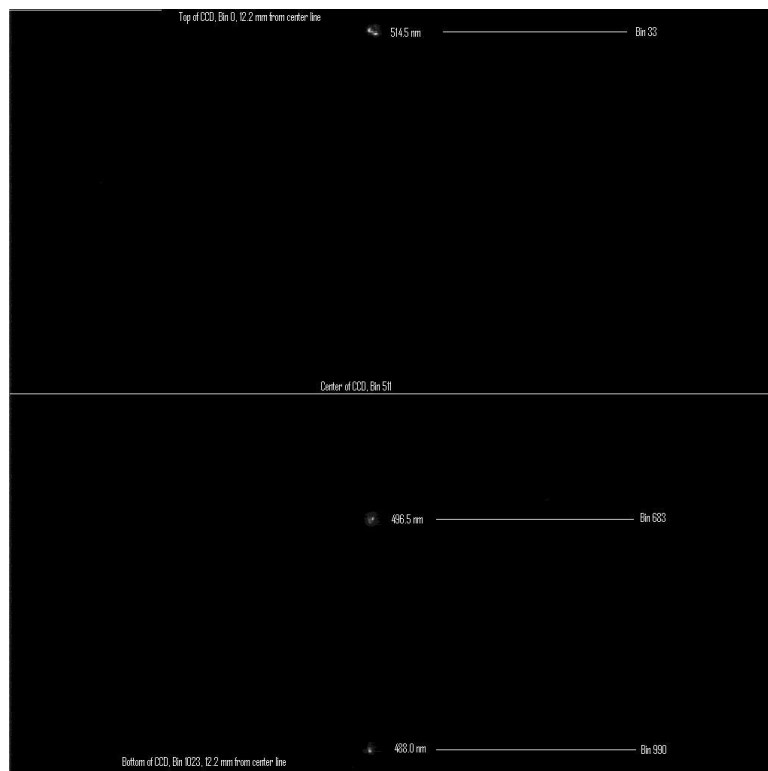 Top of CCD, Bin 0, 12.2 mm from center line
514.5 nm Bin 33
Center of CCD, Bin 511
496.5 nm Bin 683
488.0 nm Bin 990
Bottom of CCD, Bin 1023, 12.2 mm from center line